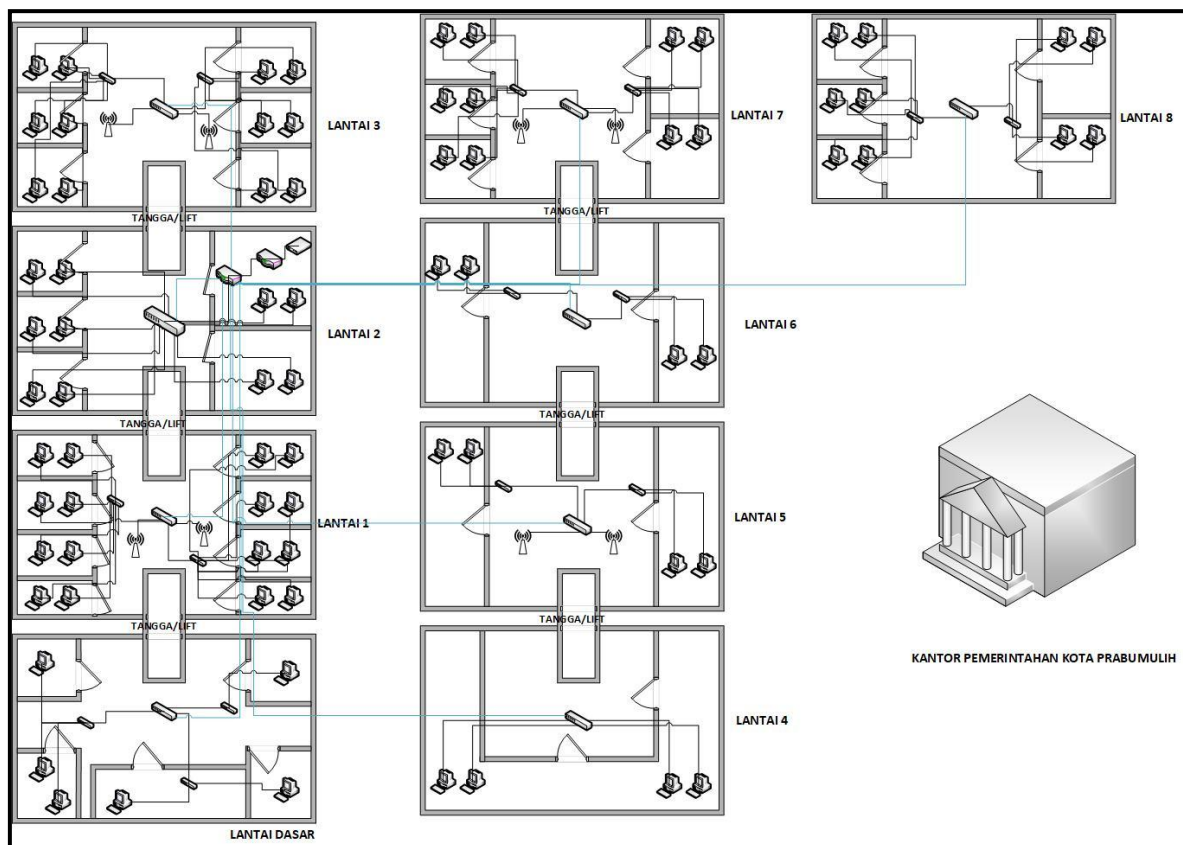 LANTAI 3
LANTAI 7
LANTAI 8
TANGGA/LIFT
TANGGA/LIFT
LANTAI 2
LANTAI 6
TANGGA/LIFT
TANGGA/LIFT
LANTAI 1
LANTAI 5
TANGGA/LIFT
TANGGA/LIFT
KANTOR PEMERINTAHAN KOTA PRABUMULIH
LANTAI 4
LANTAI DASAR